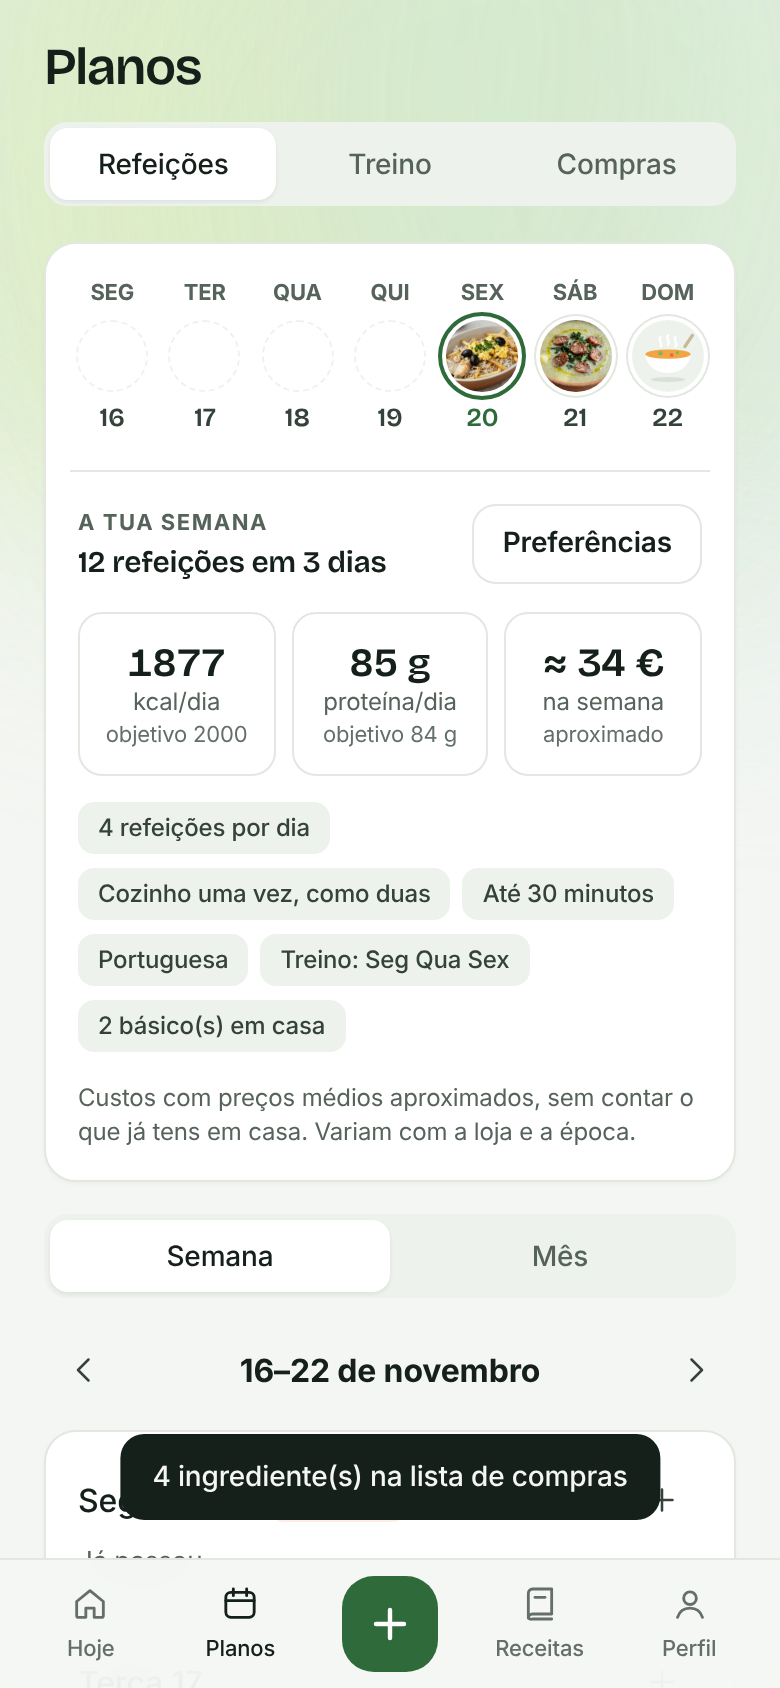 Planos
Refeições Treino Compras
SEG TER QUA QUI SEX SÁB DOM
16 17 18 19 20 21 22
A TUA SEMANA
12 refeições em 3 dias
Preferências
1877 85 g ≈ 34 €
kcal/dia proteína/dia na semana
objetivo 2000 objetivo 84 g aproximado
4 refeições por dia
Cozinho uma vez, como duas Até 30 minutos
Portuguesa Treino: Seg Qua Sex
2 básico(s) em casa
Custos com preços médios aproximados, sem contar o
que já tens em casa. Variam com a loja e a época.
Semana Mês
16–22 de novembro
4 ingrediente(s) na lista de compras
Já passou
Hoje Planos Receitas Perfil
Terça 17